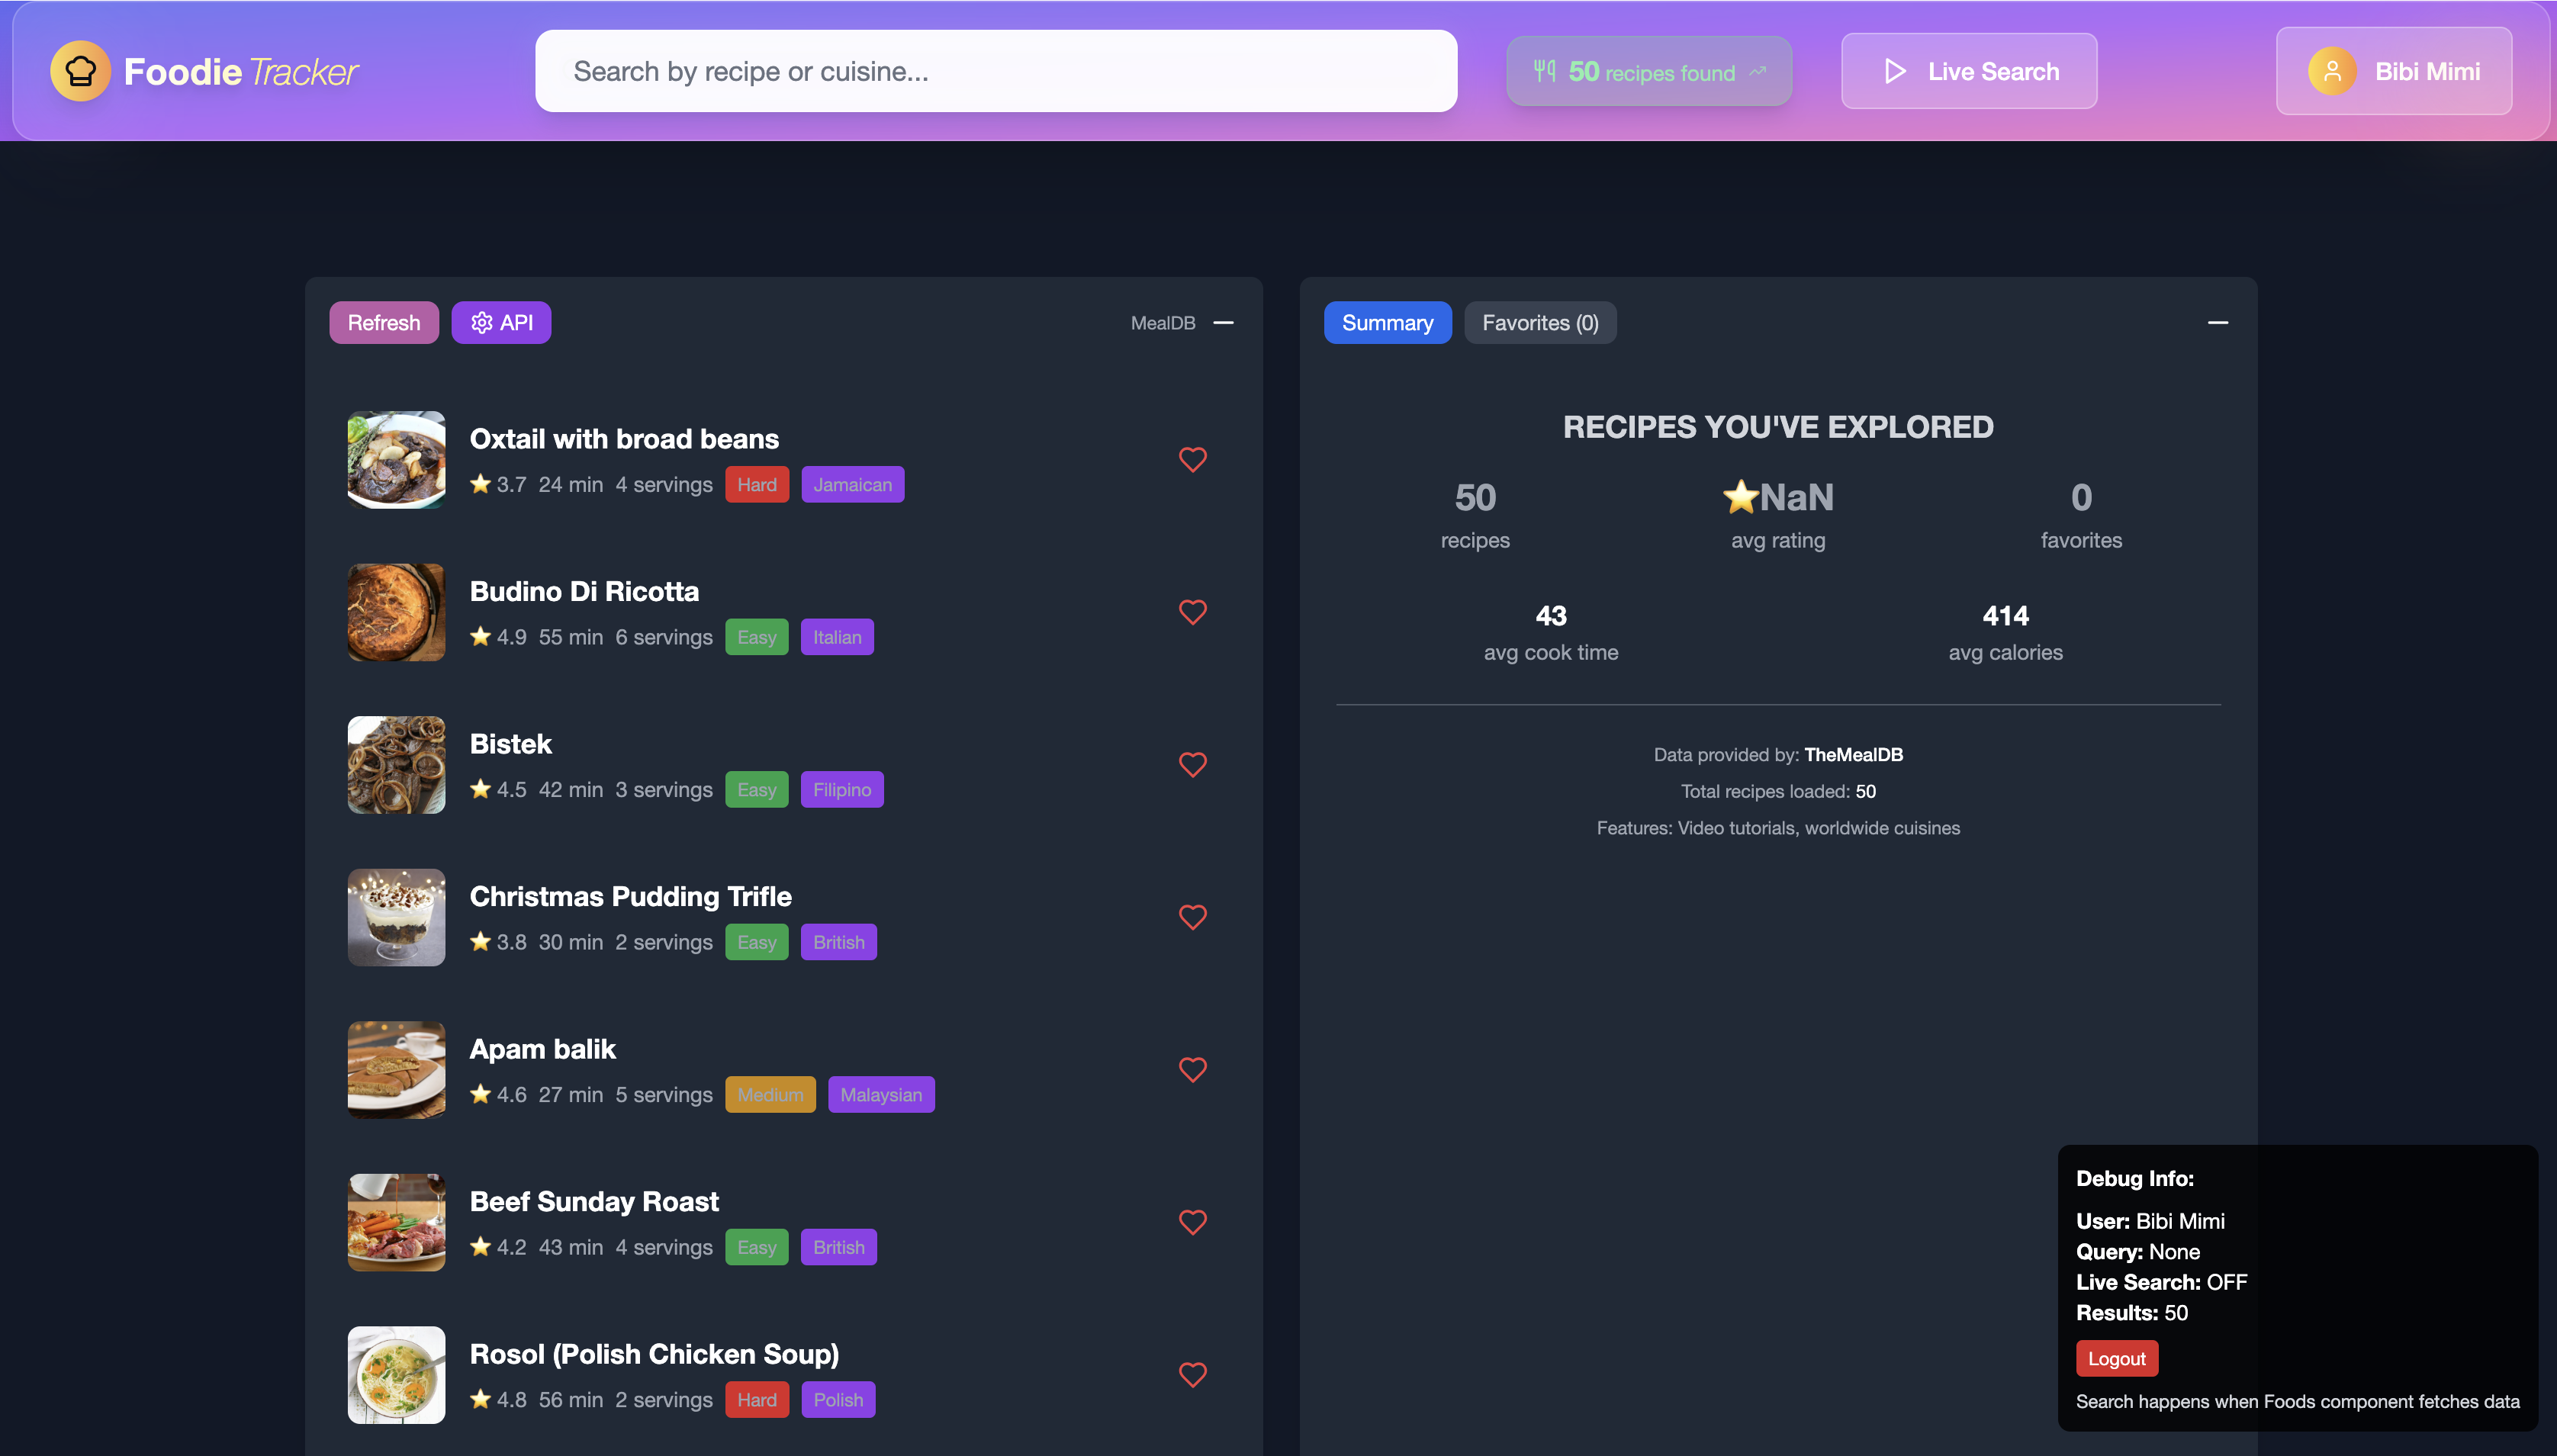 Foodie Tracker
Search by recipe or cuisine...
50 recipes found
Live Search
Bibi Mimi
Refresh
API
MealDB
Oxtail with broad beans
3.7 24 min 4 servings Hard Jamaican
Budino Di Ricotta
4.9 55 min 6 servings Easy Italian
Bistek
4.5 42 min 3 servings Easy Filipino
Christmas Pudding Trifle
3.8 30 min 2 servings Easy British
Apam balik
4.6 27 min 5 servings Medium Malaysian
Beef Sunday Roast
4.2 43 min 4 servings Easy British
Rosol (Polish Chicken Soup)
4.8 56 min 2 servings Hard Polish
Summary
Favorites (0)
RECIPES YOU'VE EXPLORED
50
recipes
NaN
avg rating
0
favorites
43
avg cook time
414
avg calories
Data provided by: TheMealDB
Total recipes loaded: 50
Features: Video tutorials, worldwide cuisines
Debug Info:
User: Bibi Mimi
Query: None
Live Search: OFF
Results: 50
Logout
Search happens when Foods component fetches data